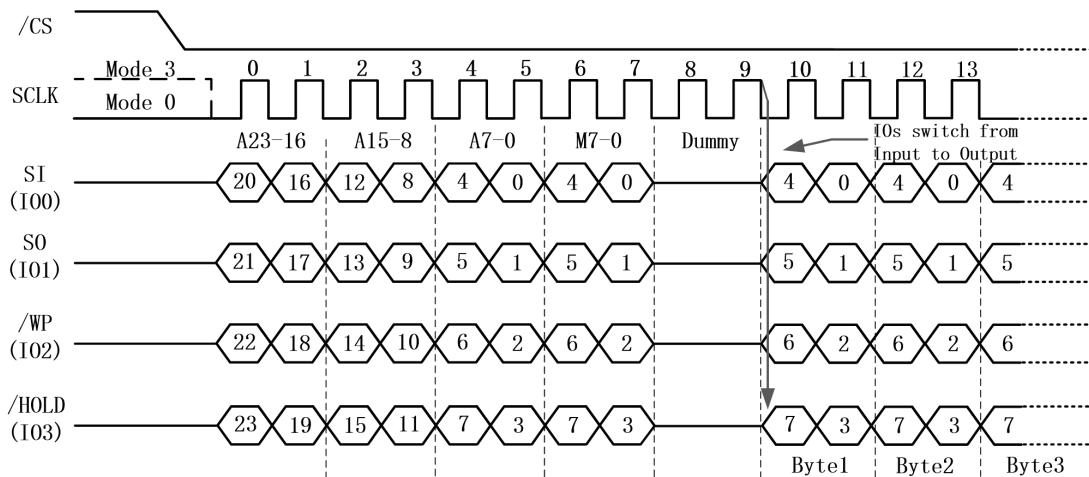 /CS
Mode 3 0 1 2 3 4 5 6 7 8 9 10 11 12 13
SCLK
Mode 0
A23-16 A15-8 A7-0 M7-0 Dummy
IOs switch from
Input to Output
SI
(IO0)
20 16 12 8 4 0 4 0 4 0 4 0 4
SO
(IO1)
21 17 13 9 5 1 5 1 5 1 5 1 5
/WP
(IO2)
22 18 14 10 6 2 6 2 6 2 6 2 6
/HOLD
(IO3)
23 19 15 11 7 3 7 3 7 3 7 3 7
Byte1 Byte2 Byte3